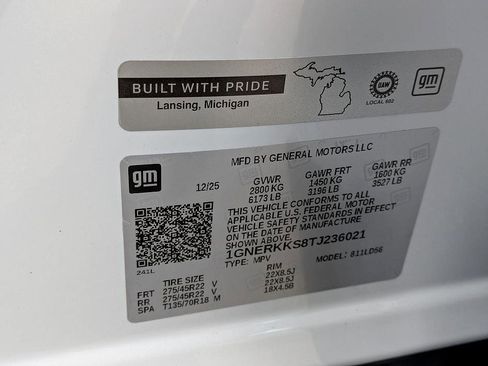 BUILT WITH PRIDE
Lansing, Michigan
UAW
LOCAL 602
gm
gm
MFD BY GENERAL MOTORS LLC
12/25 GVWR GAWR FRT GAWR RR
2800 KG 1450 KG 1600 KG
6173 LB 3196 LB 3527 LB
THIS VEHICLE CONFORMS TO ALL
APPLICABLE U.S. FEDERAL MOTOR
VEHICLE SAFETY STANDARDS IN EFFECT
ON THE DATE OF MANUFACTURE
SHOWN ABOVE.
1GNERKKS8TJ236021
TYPE: MPV MODEL: 811LD56
241L
TIRE SIZE RIM
FRT 275/45R22 V 22X8.5J
RR 275/45R22 V 22X8.5J
SPA T135/70R18 M 18X4.5B